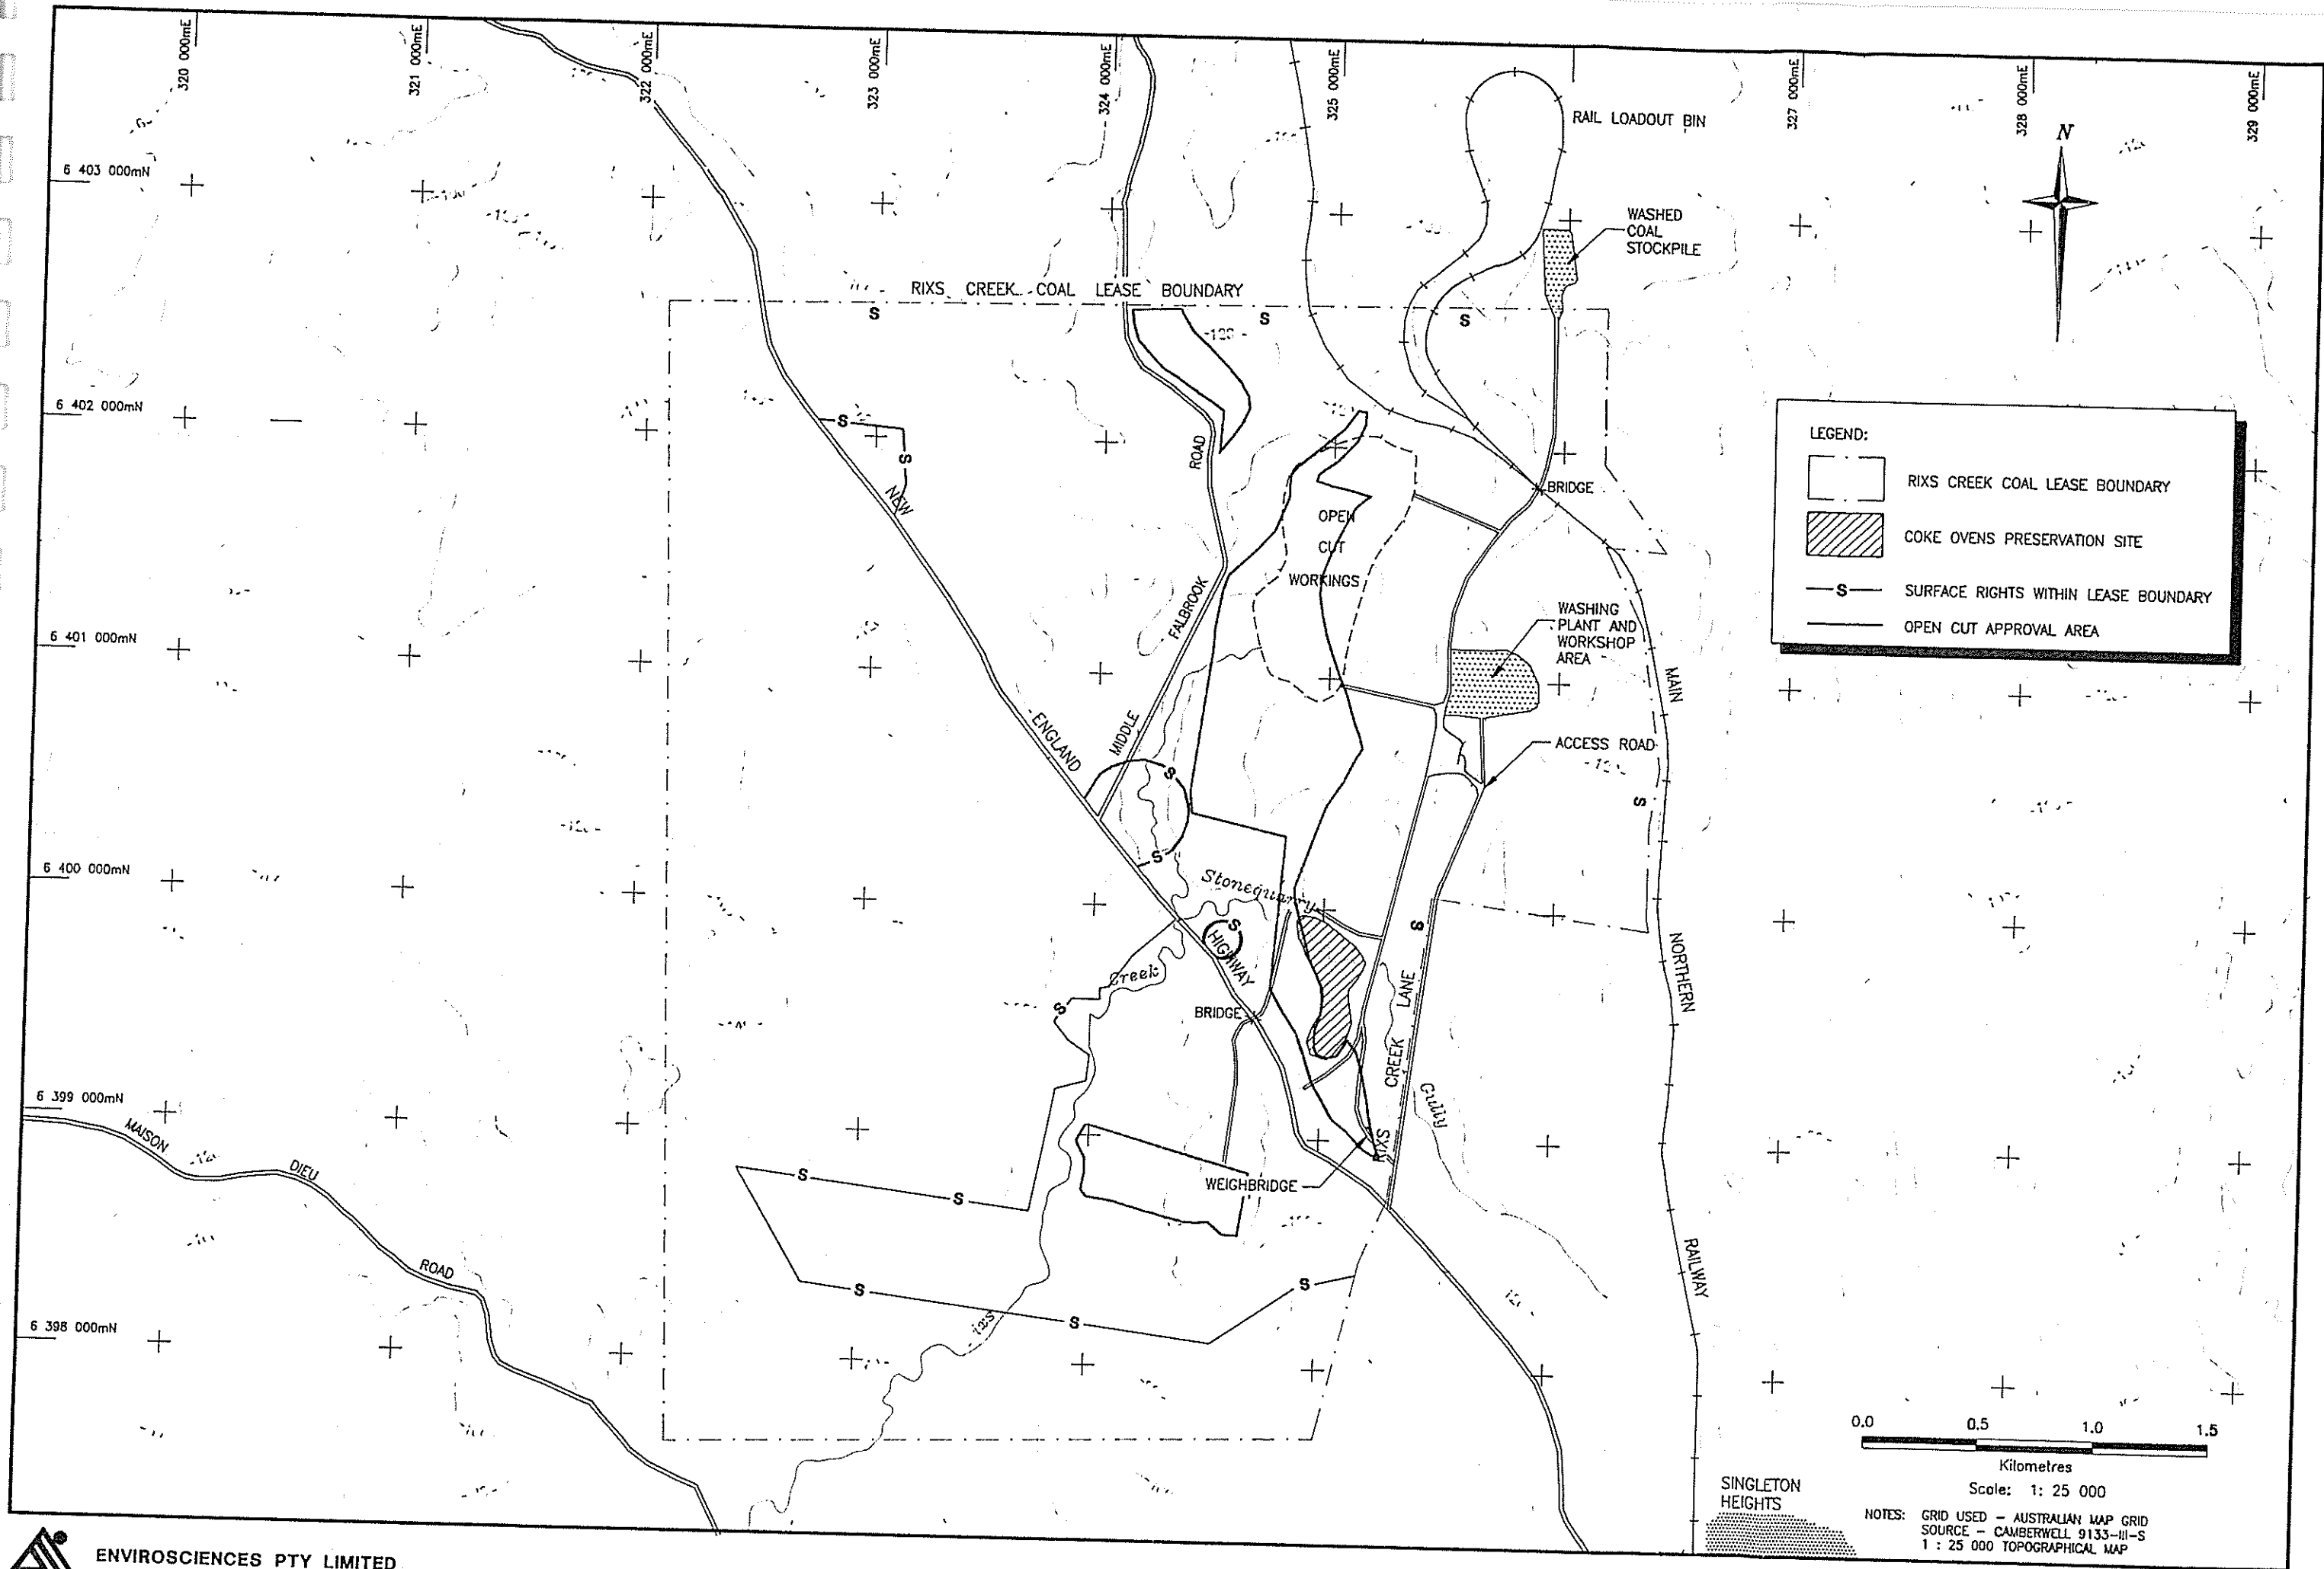 320 000mE
321 000mE
322 000mE
323 000mE
324 000mE
325 000mE
327 000mE
328 000mE
329 000mE
RAIL LOADOUT BIN
N
6 403 000mN
WASHED
COAL
STOCKPILE
RIXS CREEK COAL LEASE BOUNDARY
S
S
S
6 402 000mN
S
S
ROAD
NEW
BRIDGE
OPEN
CUT
WORKINGS
LEGEND:
RIXS CREEK COAL LEASE BOUNDARY
COKE OVENS PRESERVATION SITE
S
SURFACE RIGHTS WITHIN LEASE BOUNDARY
OPEN CUT APPROVAL AREA
FALBROOK
WASHING
PLANT AND
WORKSHOP
AREA
6 401 000mN
MAIN
ENGLAND
MIDDLE
ACCESS ROAD
S
S
S
6 400 000mN
Stonequarry
S
HIGHWAY
S
NORTHERN
Creek
LANE
S
BRIDGE
CREEK
Gully
6 399 000mN
MAISON
DIEU
RIXS
S
S
WEIGHBRIDGE
ROAD
S
S
S
RAILWAY
6 398 000mN
0.0 0.5 1.0 1.5
Kilometres
Scale: 1: 25 000
SINGLETON
HEIGHTS
NOTES: GRID USED - AUSTRALIAN MAP GRID
SOURCE - CAMBERWELL 9133-III-S
1 : 25 000 TOPOGRAPHICAL MAP
ENVIROSCIENCES PTY LIMITED